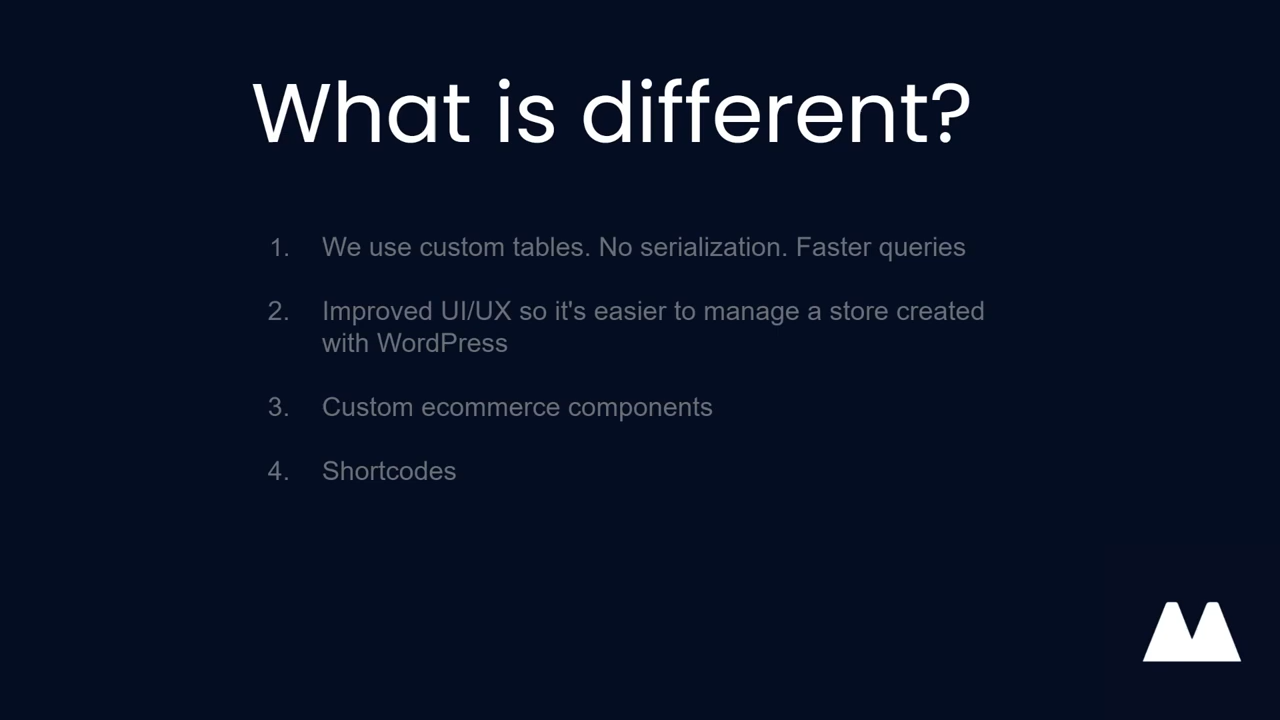 What is different?
1. We use custom tables. No serialization. Faster queries
2. Improved UI/UX so it's easier to manage a store created
with WordPress
3. Custom ecommerce components
4. Shortcodes